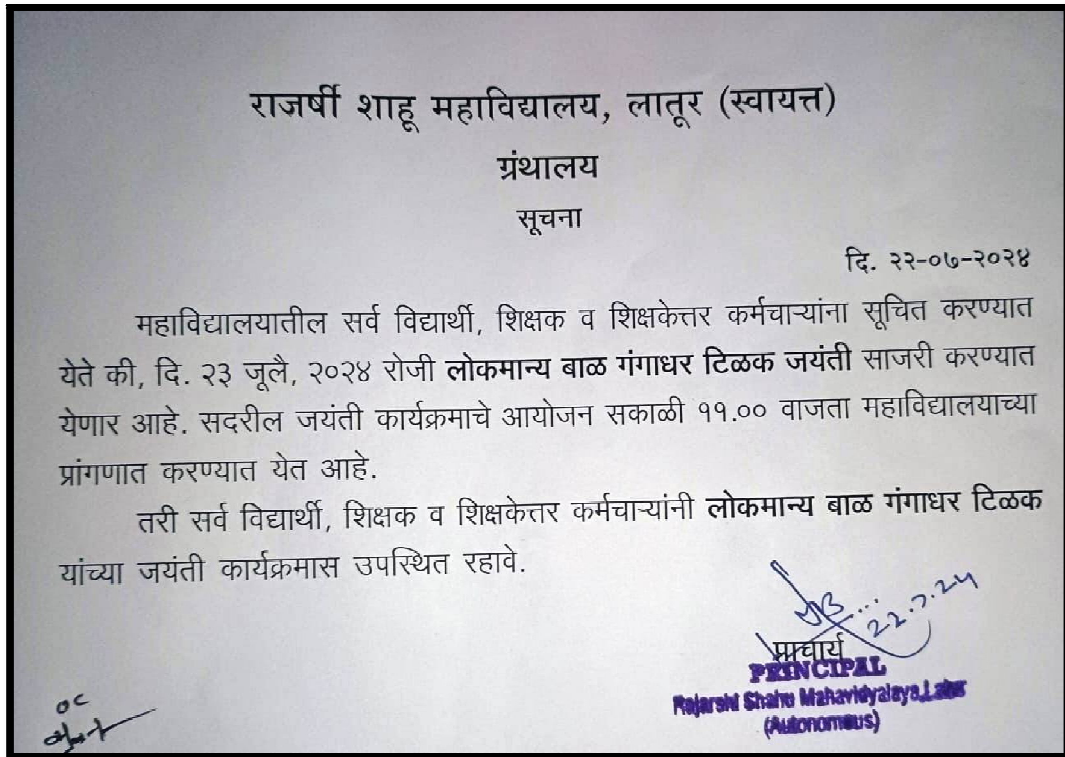 राजर्षी शाहू महाविद्यालय, लातूर (स्वायत्त)
ग्रंथालय
सूचना
दि. २२-०७-२०२४
महाविद्यालयातील सर्व विद्यार्थी, शिक्षक व शिक्षकेत्तर कर्मचाऱ्यांना सूचित करण्यात
येते की, दि. २३ जूलै, २०२४ रोजी लोकमान्य बाळ गंगाधर टिळक जयंती साजरी करण्यात
येणार आहे. सदरील जयंती कार्यक्रमाचे आयोजन सकाळी ११.०० वाजता महाविद्यालयाच्या
प्रांगणात करण्यात येत आहे.
तरी सर्व विद्यार्थी, शिक्षक व शिक्षकेत्तर कर्मचाऱ्यांनी लोकमान्य बाळ गंगाधर टिळक
यांच्या जयंती कार्यक्रमास उपस्थित रहावे.
22.7.24
प्राचार्य
PRINCIPAL
Rajarshi Shahu Mahavidyalaya,Latur
(Autonomous)
OC